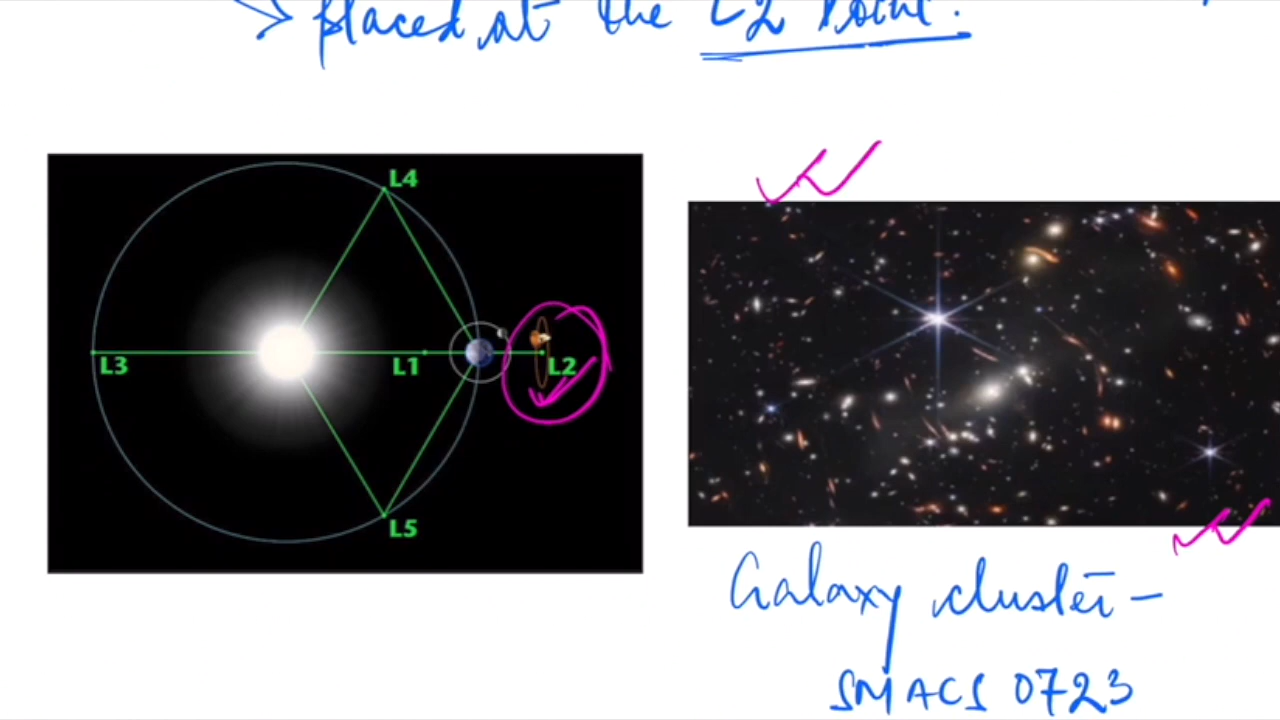 → placed at the L2 Point.
L4
L3 L1 L2
L5
Galaxy cluster -
SMACS 0723